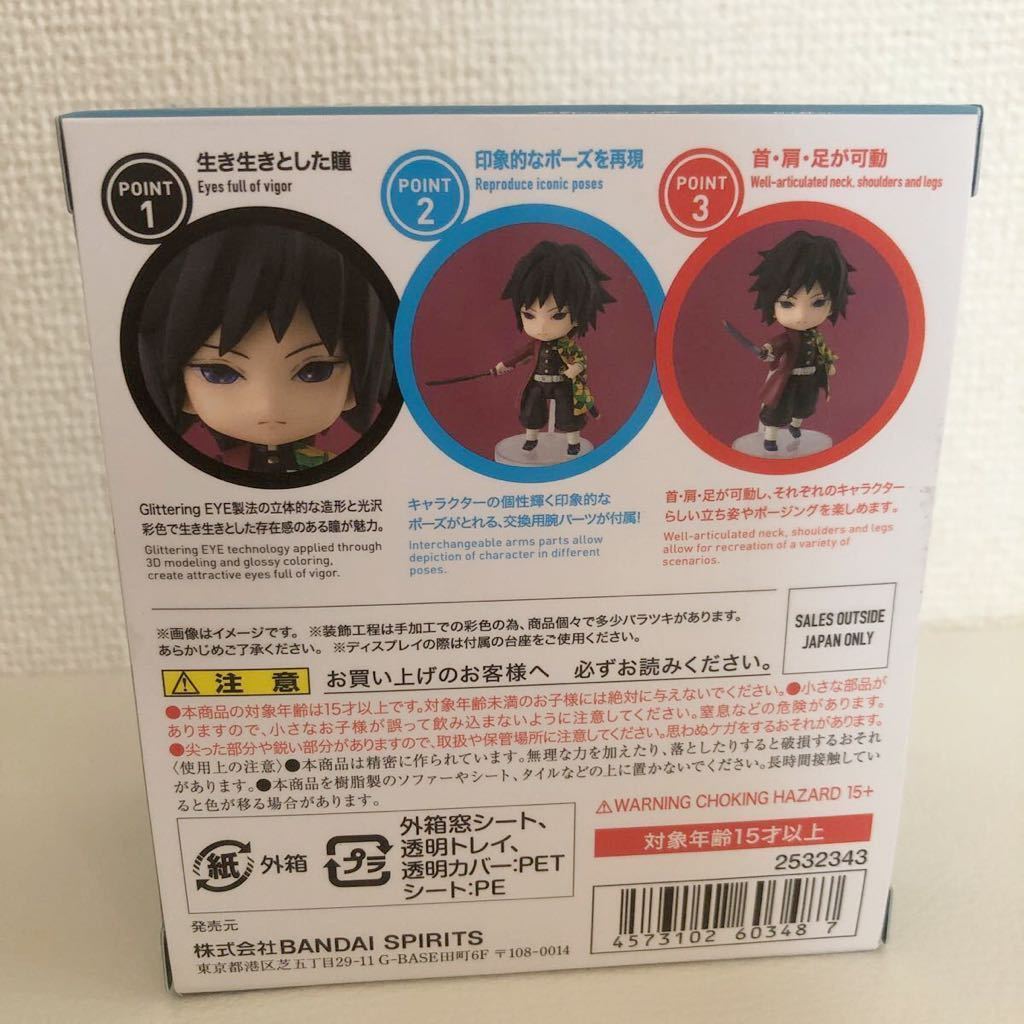 POINT
1
生き生きとした瞳
Eyes full of vigor
POINT
2
印象的なポーズを再現
Reproduce iconic poses
POINT
3
首・肩・足が可動
Well-articulated neck, shoulders and legs
Glittering EYE製法の立体的な造形と光沢
彩色で生き生きとした存在感のある瞳が魅力。
Glittering EYE technology applied through
3D modeling and glossy coloring,
create attractive eyes full of vigor.
キャラクターの個性輝く印象的な
ポーズがとれる、交換用腕パーツが付属!
Interchangeable arms parts allow
depiction of character in different
poses.
首・肩・足が可動し、それぞれのキャラクター
らしい立ち姿やポージングを楽しめます。
Well-articulated neck, shoulders and legs
allow for recreation of a variety of
scenarios.
※画像はイメージです。 ※装飾工程は手加工での彩色の為、商品個々で多少バラツキがあります。
あらかじめご了承ください。 ※ディスプレイの際は付属の台座をご使用ください。
SALES OUTSIDE
JAPAN ONLY
⚠注意 お買い上げのお客様へ 必ずお読みください。
●本商品の対象年齢は15才以上です。対象年齢未満のお子様には絶対に与えないでください。●小さな部品が
ありますので、小さなお子様が誤って飲み込まないように注意してください。窒息などの危険があります。
●尖った部分や鋭い部分がありますので、取扱や保管場所に注意してください。思わぬケガをするおそれがあります。
〈使用上の注意〉●本商品は精密に作られています。無理な力を加えたり、落としたりすると破損するおそれ
があります。●本商品を樹脂製のソファーやシート、タイルなどの上に置かないでください。長時間接触してい
ると色が移る場合があります。
⚠WARNING CHOKING HAZARD 15+
対象年齢15才以上
紙 外箱
プラ
外箱窓シート、
透明トレイ、
透明カバー:PET
シート:PE
2532343
4573102 60348 7
発売元
株式会社BANDAI SPIRITS
東京都港区芝五丁目29-11 G-BASE田町6F 〒108-0014